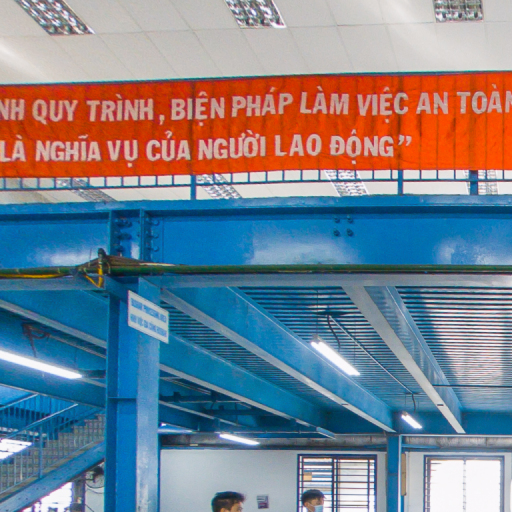 NH QUY TRÌNH, BIỆN PHÁP LÀM VIỆC AN TOÀN
LÀ NGHĨA VỤ CỦA NGƯỜI LAO ĐỘNG”